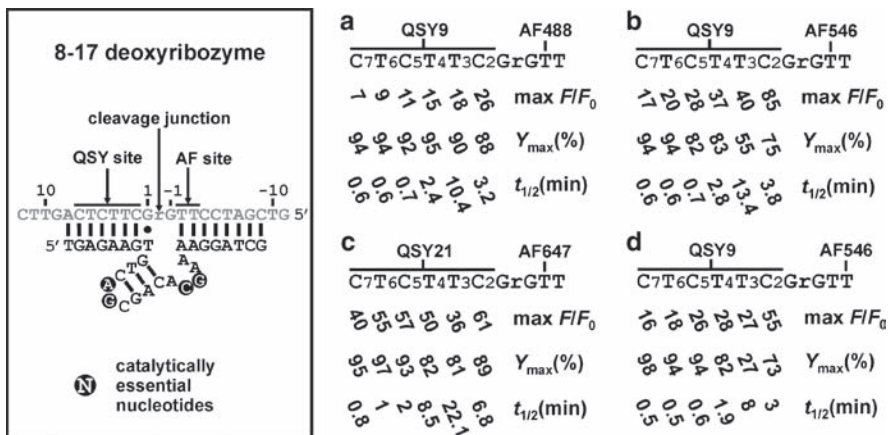 8-17 deoxyribozyme
cleavage junction
QSY site AF site
10 1 -1 -10
CTTGACTCTTCGrGTTCCTAGCTG 5'
5' TGAGAAGT AAGGATCG
GTCAGCGACACGAA
N catalytically
essential
nucleotides
a
QSY9 AF488
C7T6C5T4T3C2GrGTT
7 9 11 15 18 26 max F/F0
94 94 92 95 90 88 Ymax(%)
0.6 0.6 0.7 2.4 10.4 3.2 t1/2(min)
b
QSY9 AF546
C7T6C5T4T3C2GrGTT
17 20 28 37 40 85 max F/F0
94 94 82 83 55 75 Ymax(%)
0.6 0.6 0.7 2.8 13.4 3.8 t1/2(min)
c
QSY21 AF647
C7T6C5T4T3C2GrGTT
40 55 57 50 36 61 max F/F0
95 97 93 82 81 89 Ymax(%)
0.8 1 2 8.5 22.1 6.8 t1/2(min)
d
QSY9 AF546
C7T6C5T4T3C2GrGTT
16 18 26 28 27 55 max F/F0
98 94 94 82 27 73 Ymax(%)
0.5 0.5 0.6 1.9 8 3 t1/2(min)